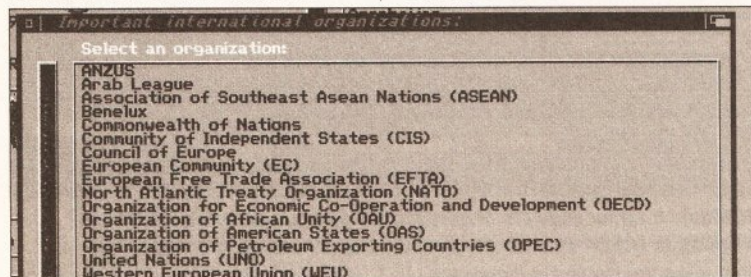 Important international organizations:
Select an organization:
ANZUS
Arab League
Association of Southeast Asean Nations (ASEAN)
Benelux
Commonwealth of Nations
Community of Independent States (CIS)
Council of Europe
European Community (EC)
European Free Trade Association (EFTA)
North Atlantic Treaty Organization (NATO)
Organization for Economic Co-Operation and Development (OECD)
Organization of African Unity (OAU)
Organization of American States (OAS)
Organization of Petroleum Exporting Countries (OPEC)
United Nations (UNO)
Western European Union (WEU)